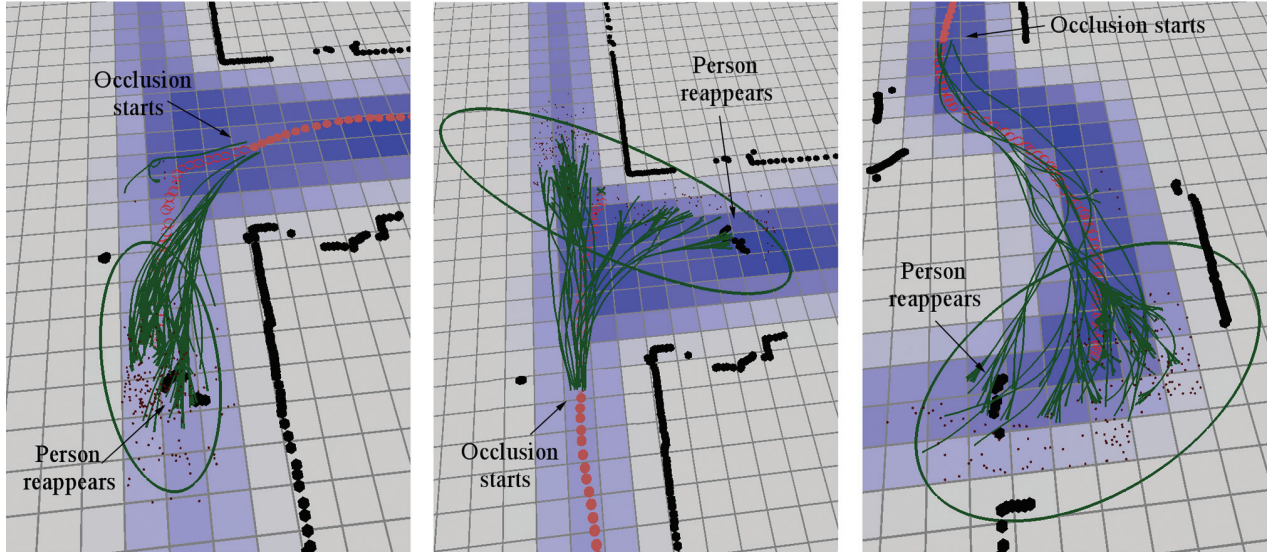 Occlusion
starts
Person
reappears
Person
reappears
Occlusion
starts
Occlusion starts
Person
reappears